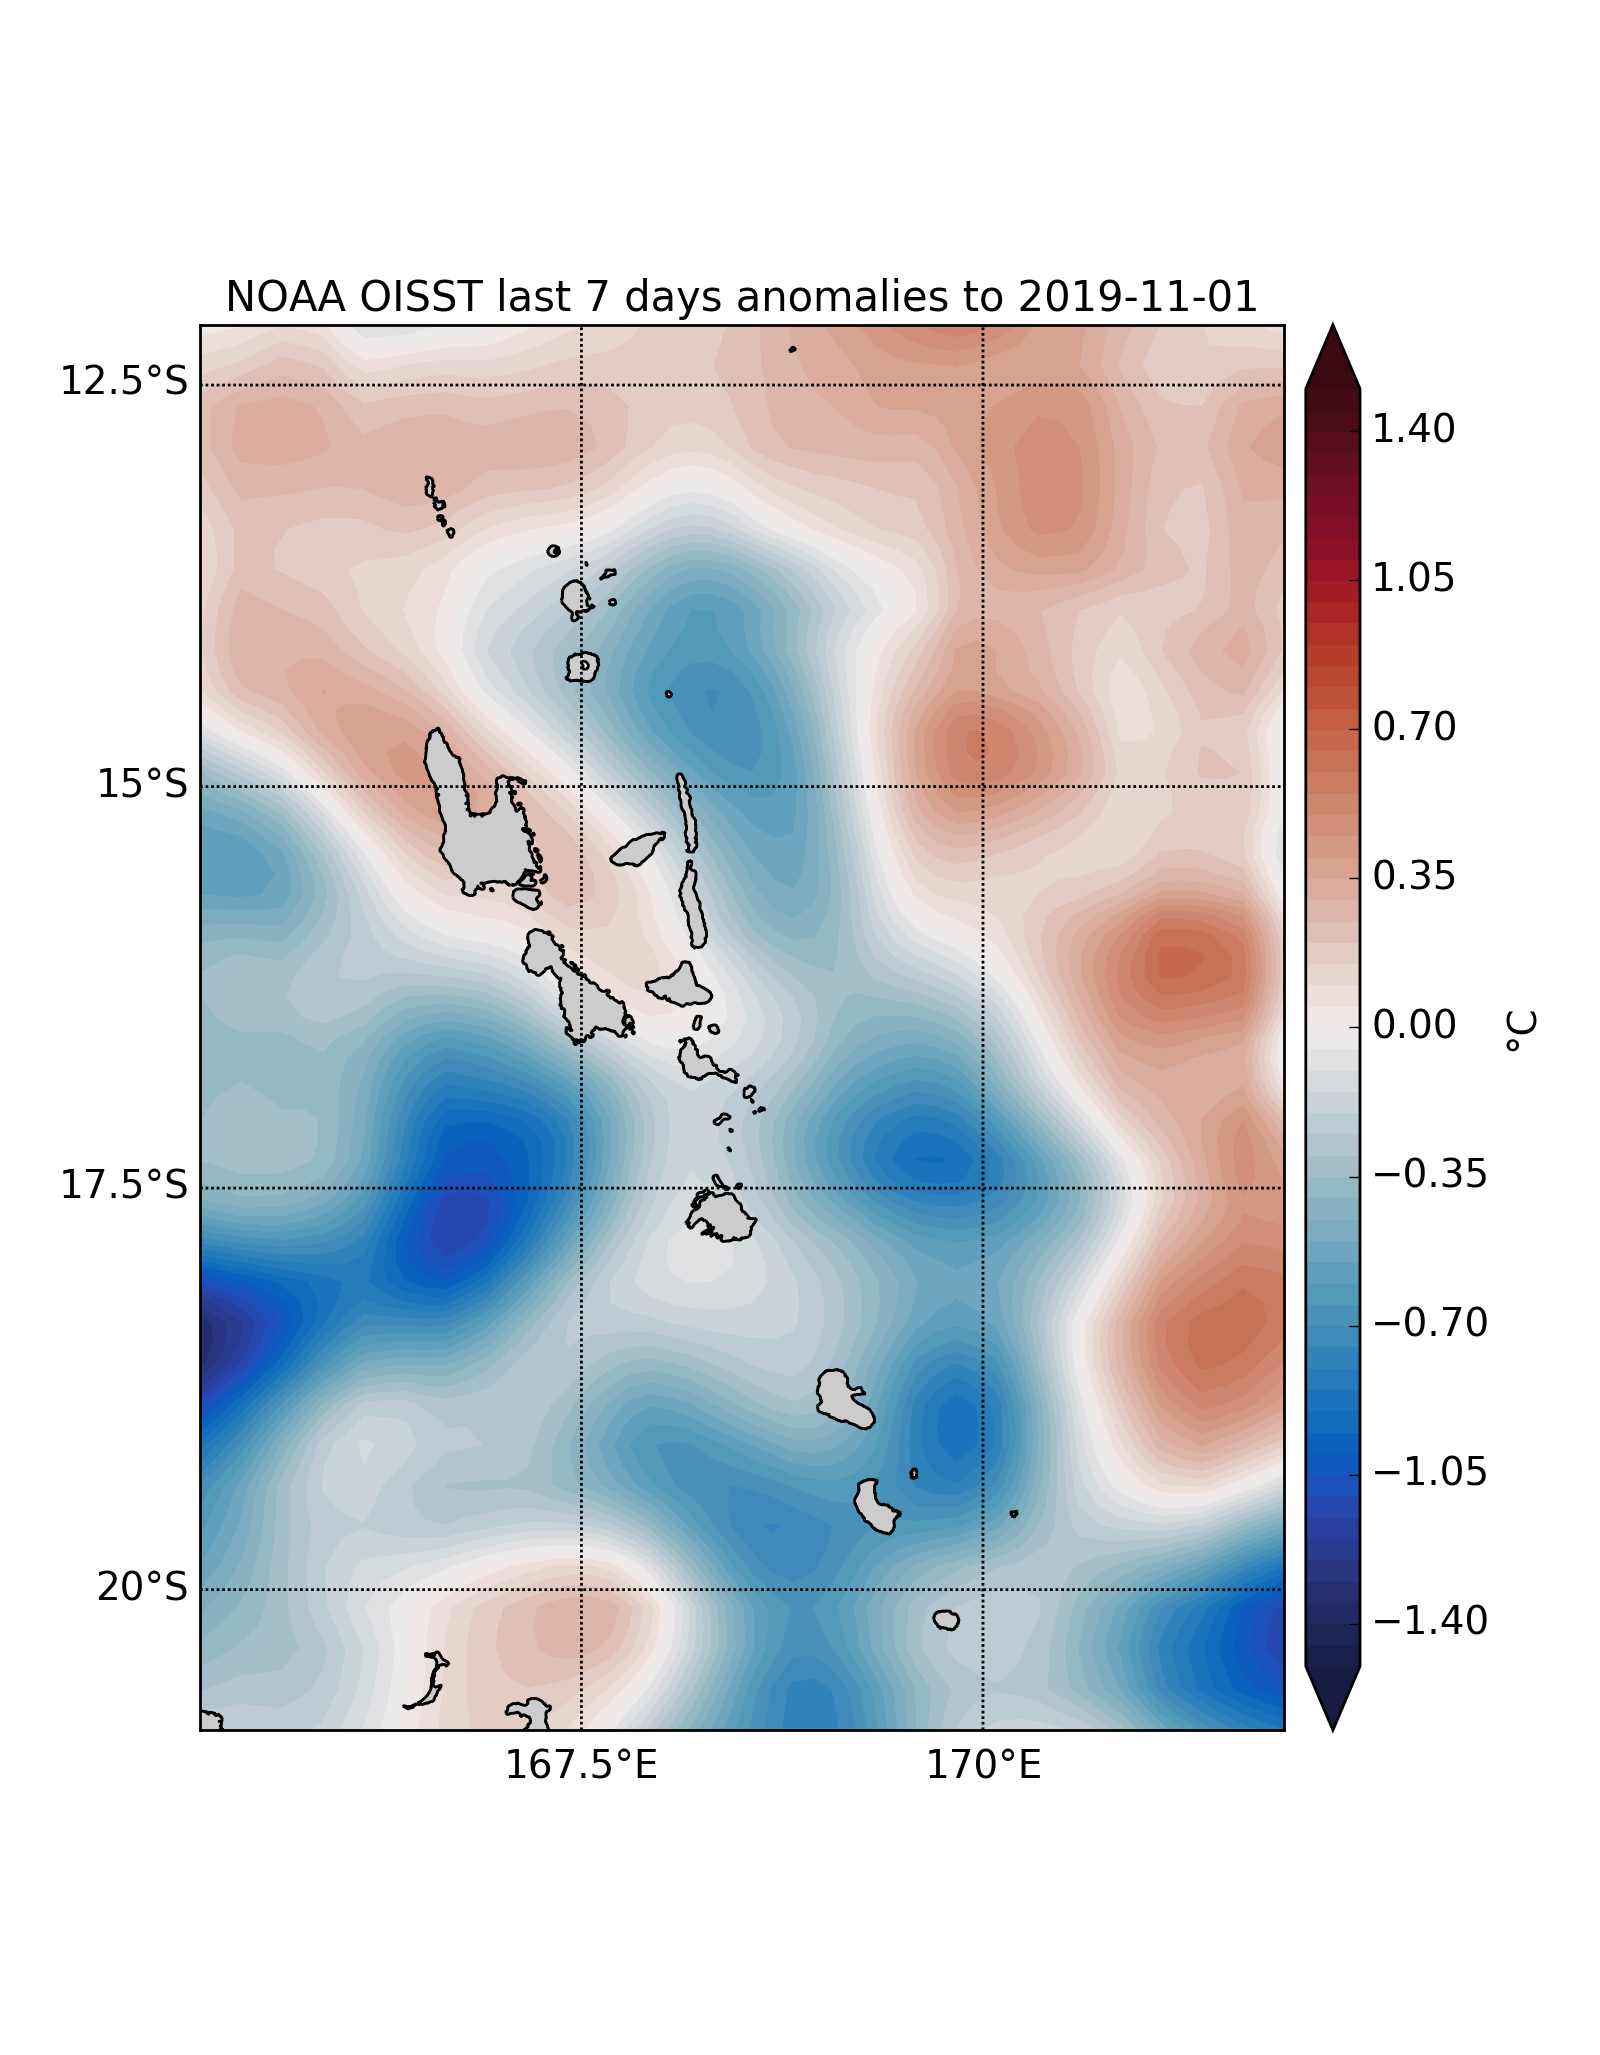 NOAA OISST last 7 days anomalies to 2019-11-01
12.5°S
15°S
17.5°S
20°S
167.5°E
170°E
1.40
1.05
0.70
0.35
0.00
−0.35
−0.70
−1.05
−1.40
°C